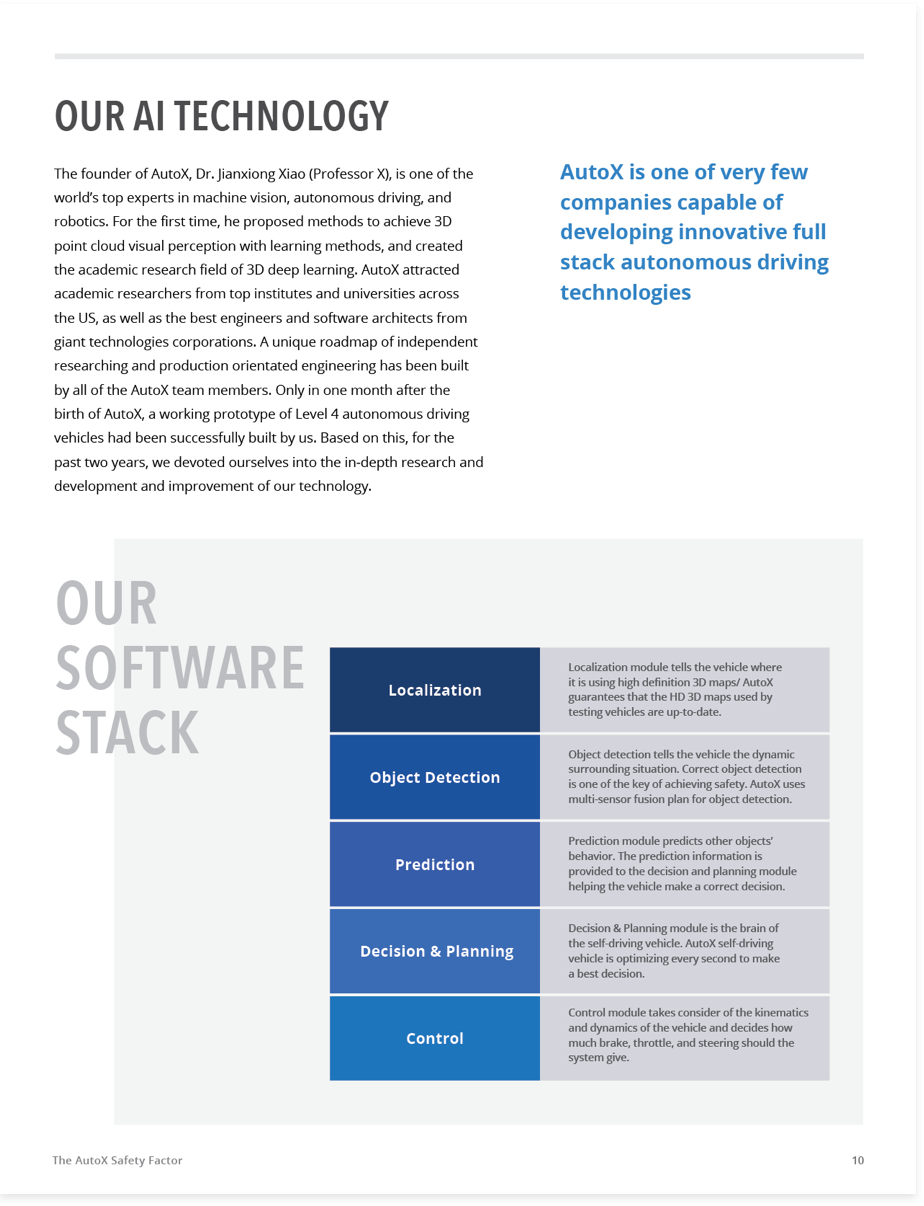 OUR AI TECHNOLOGY
The founder of AutoX, Dr. Jianxiong Xiao (Professor X), is one of the
world's top experts in machine vision, autonomous driving, and
robotics. For the first time, he proposed methods to achieve 3D
point cloud visual perception with learning methods, and created
the academic research field of 3D deep learning. AutoX attracted
academic researchers from top institutes and universities across
the US, as well as the best engineers and software architects from
giant technologies corporations. A unique roadmap of independent
researching and production orientated engineering has been built
by all of the AutoX team members. Only in one month after the
birth of AutoX, a working prototype of Level 4 autonomous driving
vehicles had been successfully built by us. Based on this, for the
past two years, we devoted ourselves into the in-depth research and
development and improvement of our technology.
AutoX is one of very few
companies capable of
developing innovative full
stack autonomous driving
technologies
OUR
SOFTWARE
STACK
Localization
Localization module tells the vehicle where
it is using high definition 3D maps/ AutoX
guarantees that the HD 3D maps used by
testing vehicles are up-to-date.
Object Detection
Object detection tells the vehicle the dynamic
surrounding situation. Correct object detection
is one of the key of achieving safety. AutoX uses
multi-sensor fusion plan for object detection.
Prediction
Prediction module predicts other objects'
behavior. The prediction information is
provided to the decision and planning module
helping the vehicle make a correct decision.
Decision & Planning
Decision & Planning module is the brain of
the self-driving vehicle. AutoX self-driving
vehicle is optimizing every second to make
a best decision.
Control
Control module takes consider of the kinematics
and dynamics of the vehicle and decides how
much brake, throttle, and steering should the
system give.
The AutoX Safety Factor
10